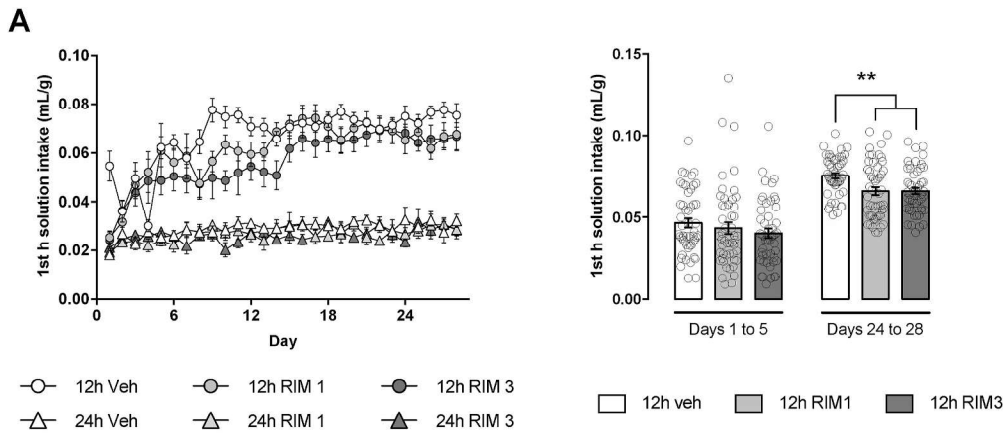 A
1st h solution intake (mL/g)
0.10
0.08
0.06
0.04
0.02
0.00
0 6 12 18 24
Day
12h Veh 12h RIM 1 12h RIM 3
24h Veh 24h RIM 1 24h RIM 3
1st h solution intake (mL/g)
0.15
0.10
0.05
0.00
**
Days 1 to 5 Days 24 to 28
12h veh 12h RIM1 12h RIM3